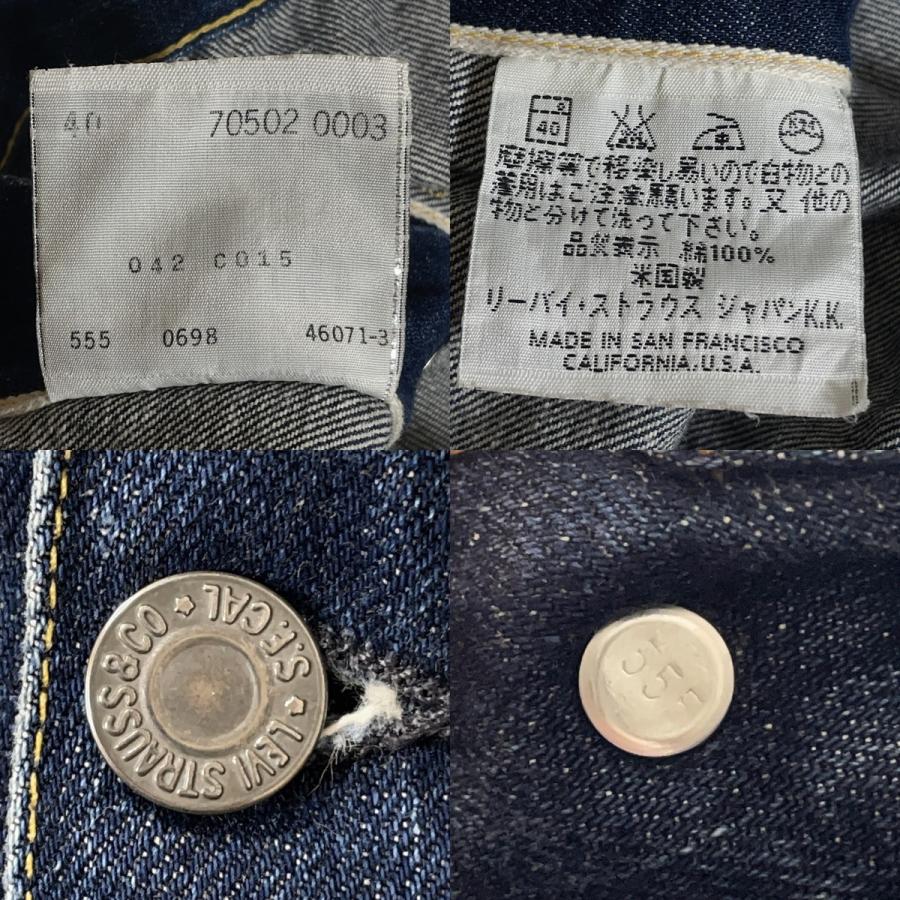 40 70502 0003
042 C015
555 0698 46071-3
40
摩擦等で移染し易いので白物との
着用はご注意願います。又 他の
物と分けて洗って下さい。
品質表示 綿100%
米国製
リーバイ・ストラウス ジャパンK.K.
MADE IN SAN FRANCISCO
CALIFORNIA.U.S.A.
LEVI STRAUSS & CO ☆ S.F.CAL ☆
555